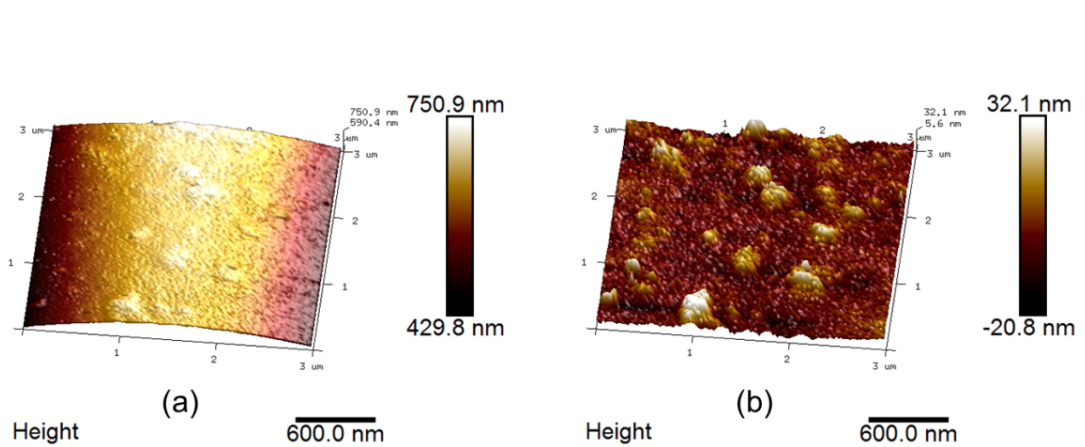 750.9 nm
750.9 nm
590.4 nm
3 um
um
3 um
2
2
1
1
1
2
3 um
429.8 nm
(a)
Height
600.0 nm
32.1 nm
32.1 nm
5.6 nm
3 um
1
2
um
3 um
2
2
1
1
1
2
3 um
-20.8 nm
(b)
Height
600.0 nm